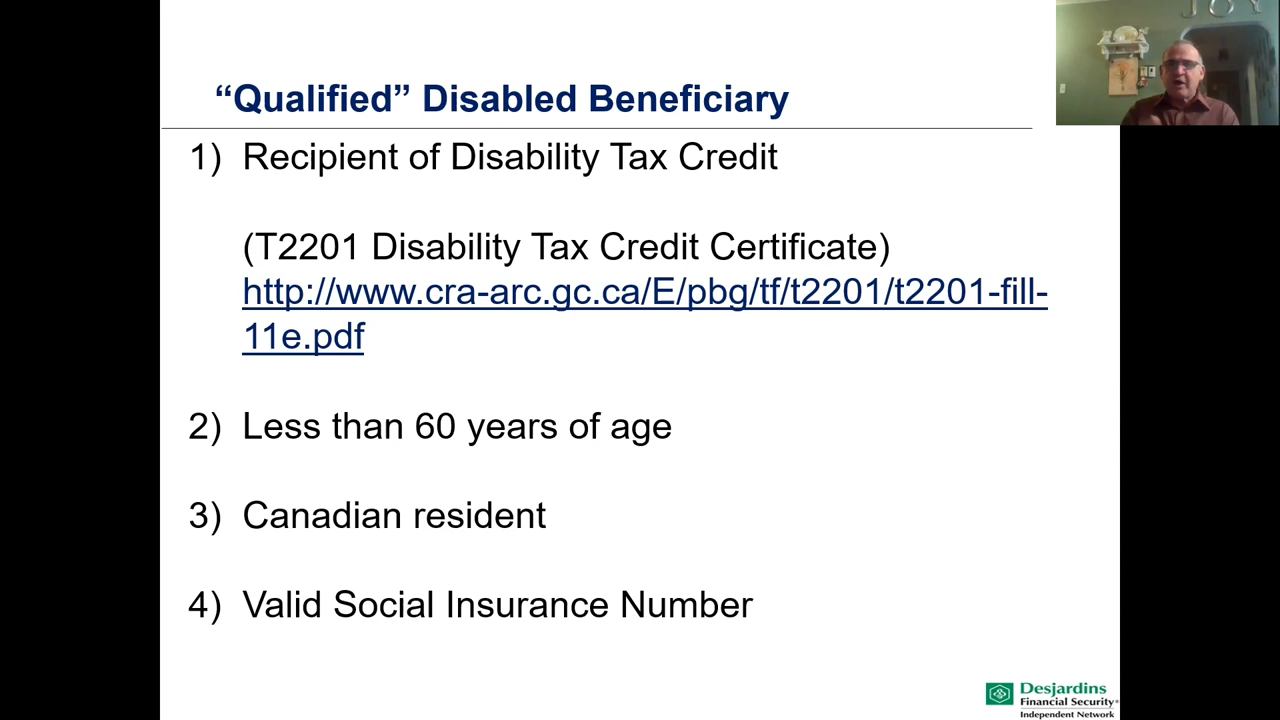 JOY
“Qualified” Disabled Beneficiary
1) Recipient of Disability Tax Credit
(T2201 Disability Tax Credit Certificate)
http://www.cra-arc.gc.ca/E/pbg/tf/t2201/t2201-fill-
11e.pdf
2) Less than 60 years of age
3) Canadian resident
4) Valid Social Insurance Number
Desjardins
Financial Security®
Independent Network